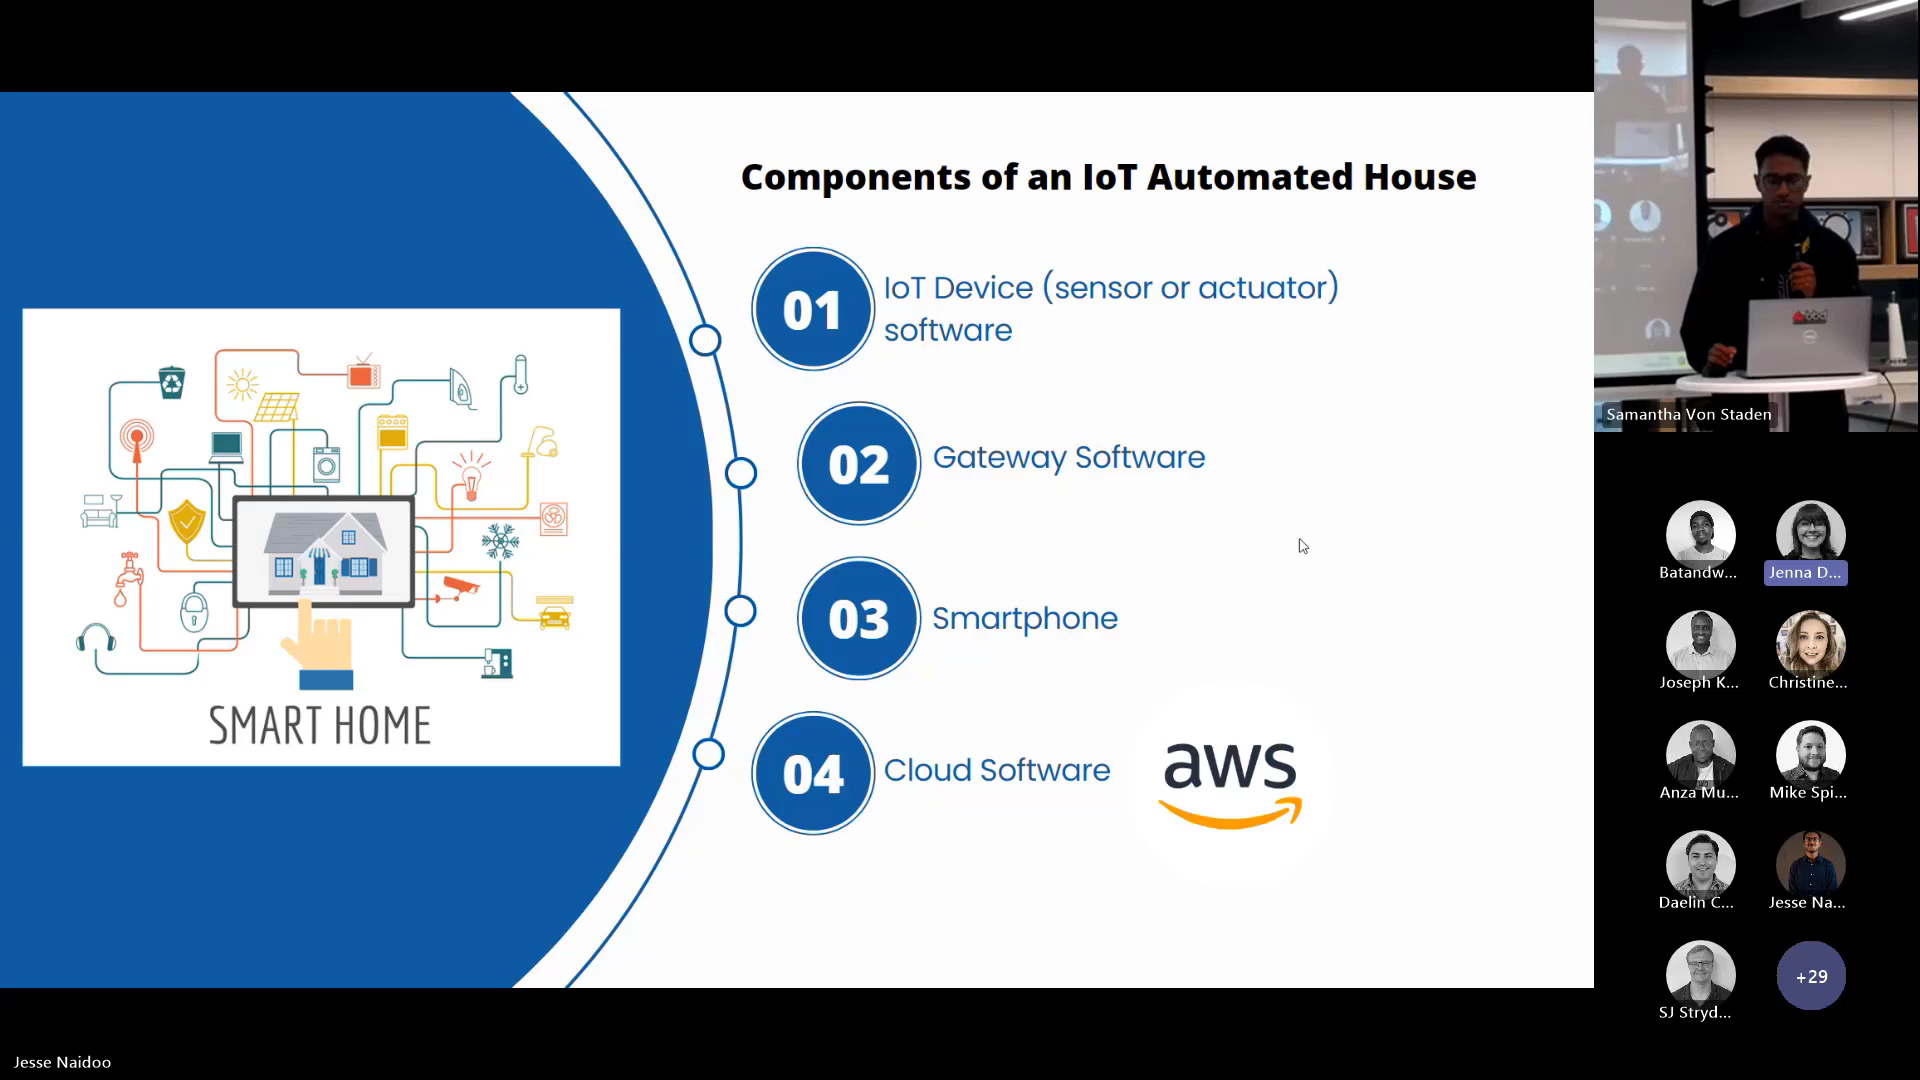 Components of an IoT Automated House
01
IoT Device (sensor or actuator)
software
02
Gateway Software
03
Smartphone
04
Cloud Software
aws
SMART HOME
Samantha Von Staden
Batandw...
Jenna D...
Joseph K...
Christine...
Anza Mu...
Mike Spi...
Daelin C...
Jesse Na...
SJ Stryd...
+29
Jesse Naidoo